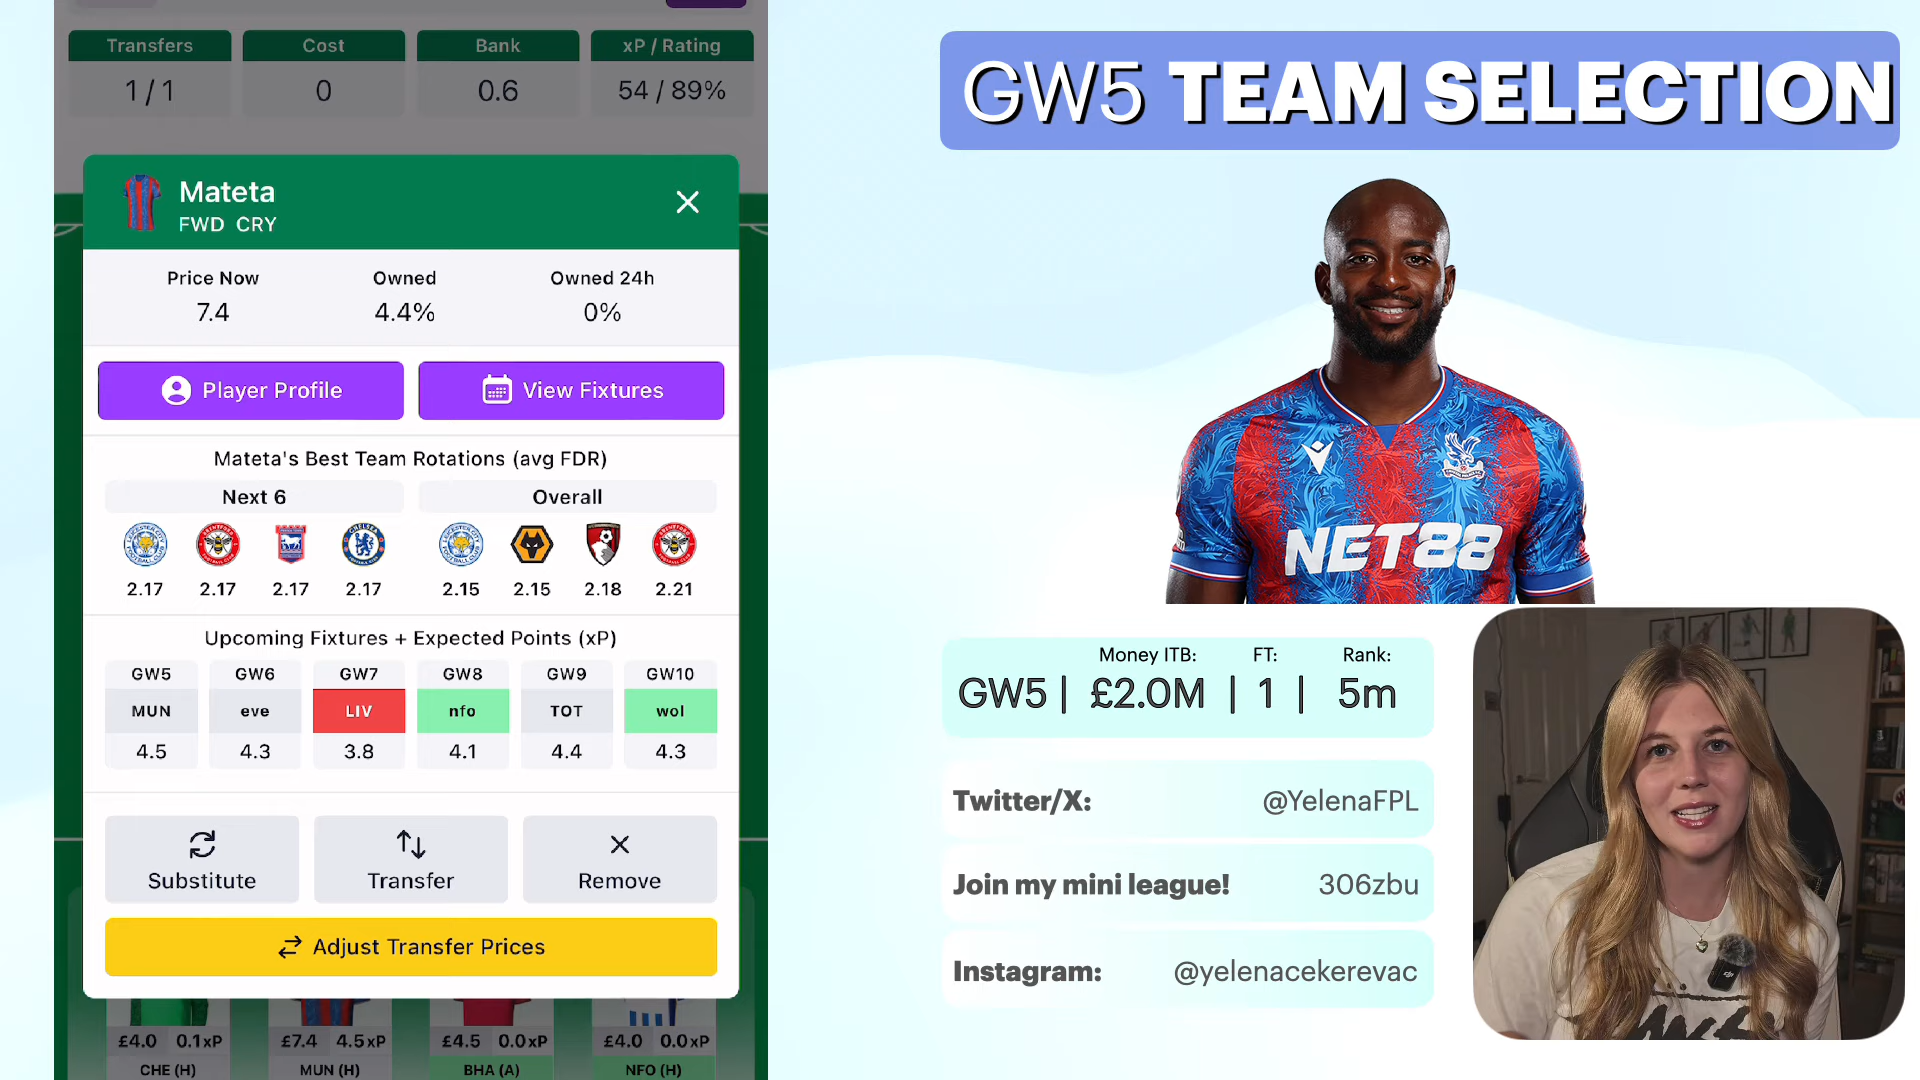 Transfers
Cost
Bank
xP / Rating
1 / 1
0
0.6
54 / 89%
Mateta
FWD CRY
Price Now
Owned
Owned 24h
7.4
4.4%
0%
Player Profile
View Fixtures
Mateta's Best Team Rotations (avg FDR)
Next 6
Overall
2.17
2.17
2.17
2.17
2.15
2.15
2.18
2.21
Upcoming Fixtures + Expected Points (xP)
GW5
GW6
GW7
GW8
GW9
GW10
MUN
eve
LIV
nfo
TOT
wol
4.5
4.3
3.8
4.1
4.4
4.3
Substitute
Transfer
Remove
Adjust Transfer Prices
£4.0 0.1xP
£7.4 4.5xP
£4.5 0.0xP
£4.0 0.0xP
CHE (H)
MUN (H)
BHA (A)
NFO (H)
GW5 TEAM SELECTION
NET88
Money ITB:
FT:
Rank:
GW5 | £2.0M | 1 | 5m
Twitter/X: @YelenaFPL
Join my mini league! 306zbu
Instagram: @yelenacekerevac